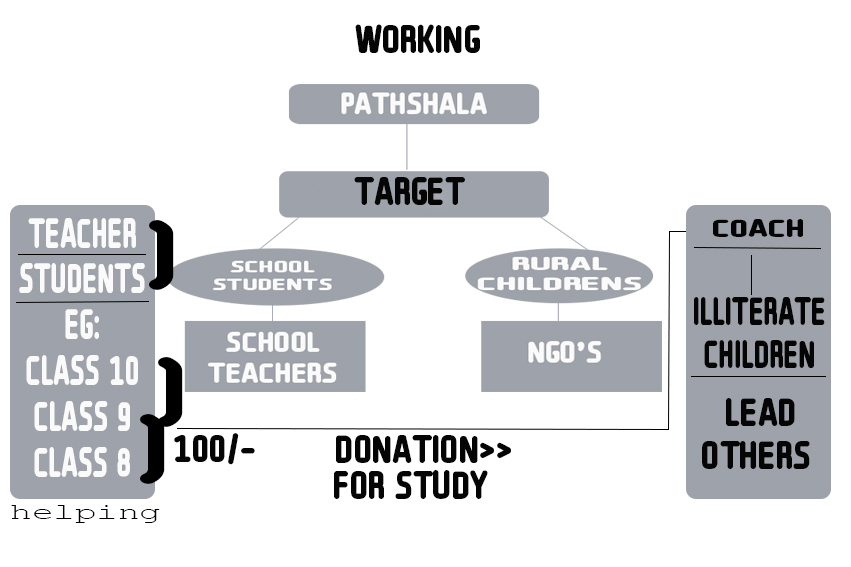 WORKING
PATHSHALA
TARGET
TEACHER
STUDENTS
EG:
CLASS 10
CLASS 9
CLASS 8
helping
SCHOOL
STUDENTS
SCHOOL
TEACHERS
RURAL
CHILDRENS
NGO'S
100/-
DONATION>>
FOR STUDY
COACH
ILLITERATE
CHILDREN
LEAD
OTHERS